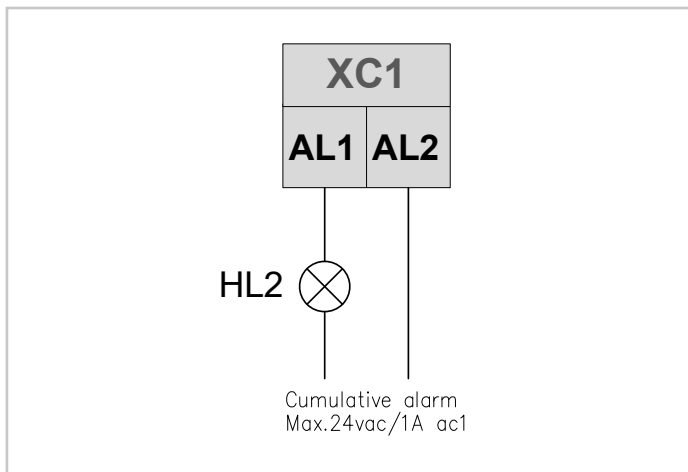 XC1
AL1 AL2
HL2
Cumulative alarm
Max.24vac/1A ac1